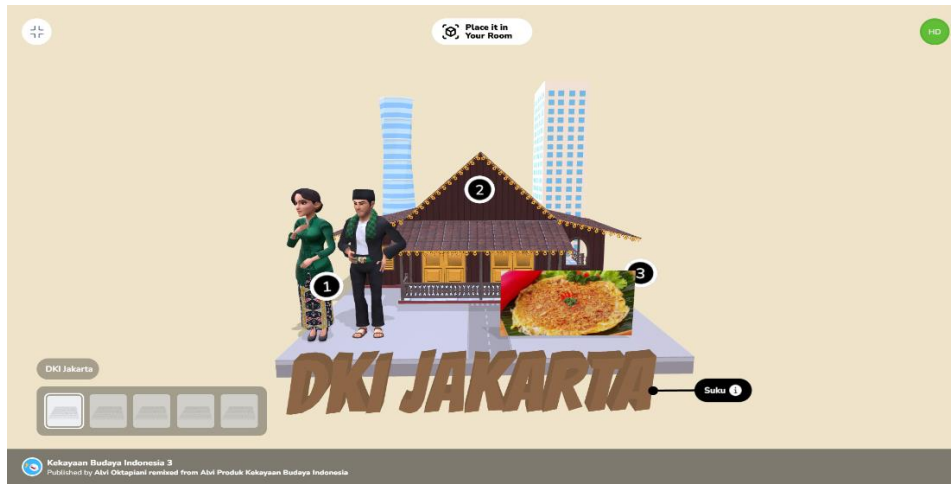 Place it in
Your Room
HD
2
1
3
DKI JAKARTA
DKI Jakarta
Suku i
Kekayaan Budaya Indonesia 3
Published by Alvi Oktapiani remixed from Alvi Produk Kekayaan Budaya Indonesia